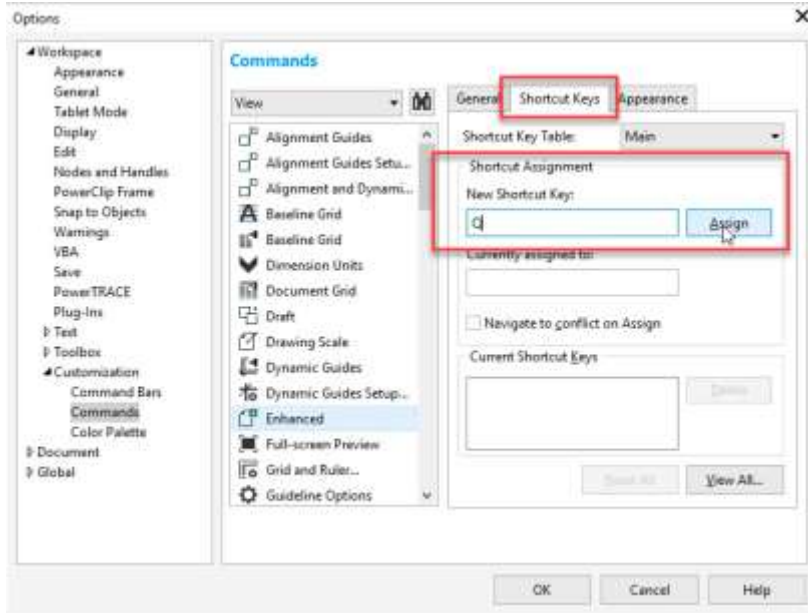 Options
Workspace
Appearance
General
Tablet Mode
Display
Edit
Nodes and Handles
PowerClip Frame
Snap to Objects
Warnings
VBA
Save
PowerTRACE
Plug-Ins
Text
Toolbox
Customization
Command Bars
Commands
Color Palette
Document
Global
Commands
View
Alignment Guides
Alignment Guides Setu...
Alignment and Dynami...
Baseline Grid
Baseline Grid
Dimension Units
Document Grid
Draft
Drawing Scale
Dynamic Guides
Dynamic Guides Setup...
Enhanced
Full-screen Preview
Grid and Ruler...
Guideline Options
General Shortcut Keys Appearance
Shortcut Key Table: Main
Shortcut Assignment
New Shortcut Key:
Q Assign
Currently assigned to:
Navigate to conflict on Assign
Current Shortcut Keys
Delete
Reset All View All...
OK Cancel Help